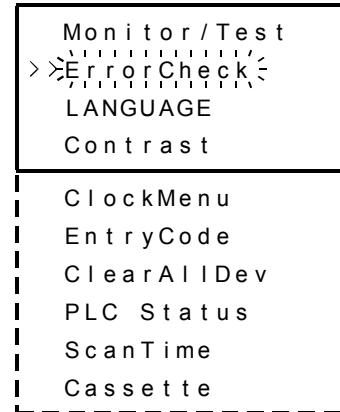 Monitor/Test
>>ErrorCheck
LANGUAGE
Contrast
ClockMenu
EntryCode
ClearAllDev
PLC Status
ScanTime
Cassette